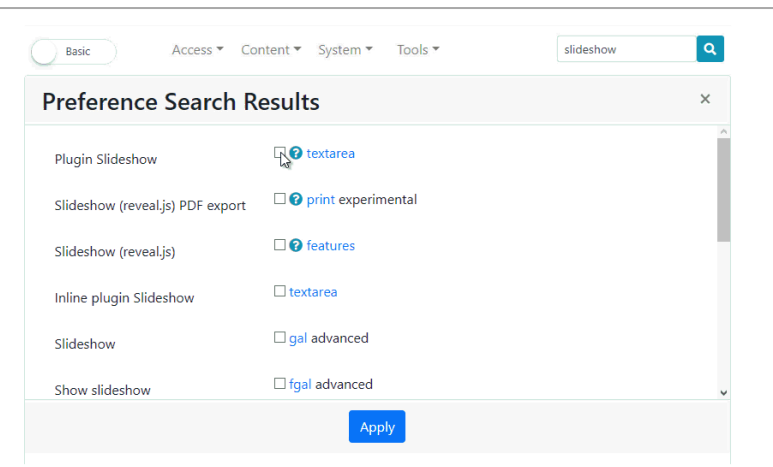 Basic Access Content System Tools slideshow
Preference Search Results ×
Plugin Slideshow ? textarea
Slideshow (reveal.js) PDF export ? print experimental
Slideshow (reveal.js) ? features
Inline plugin Slideshow textarea
Slideshow gal advanced
Show slideshow fgal advanced
Apply